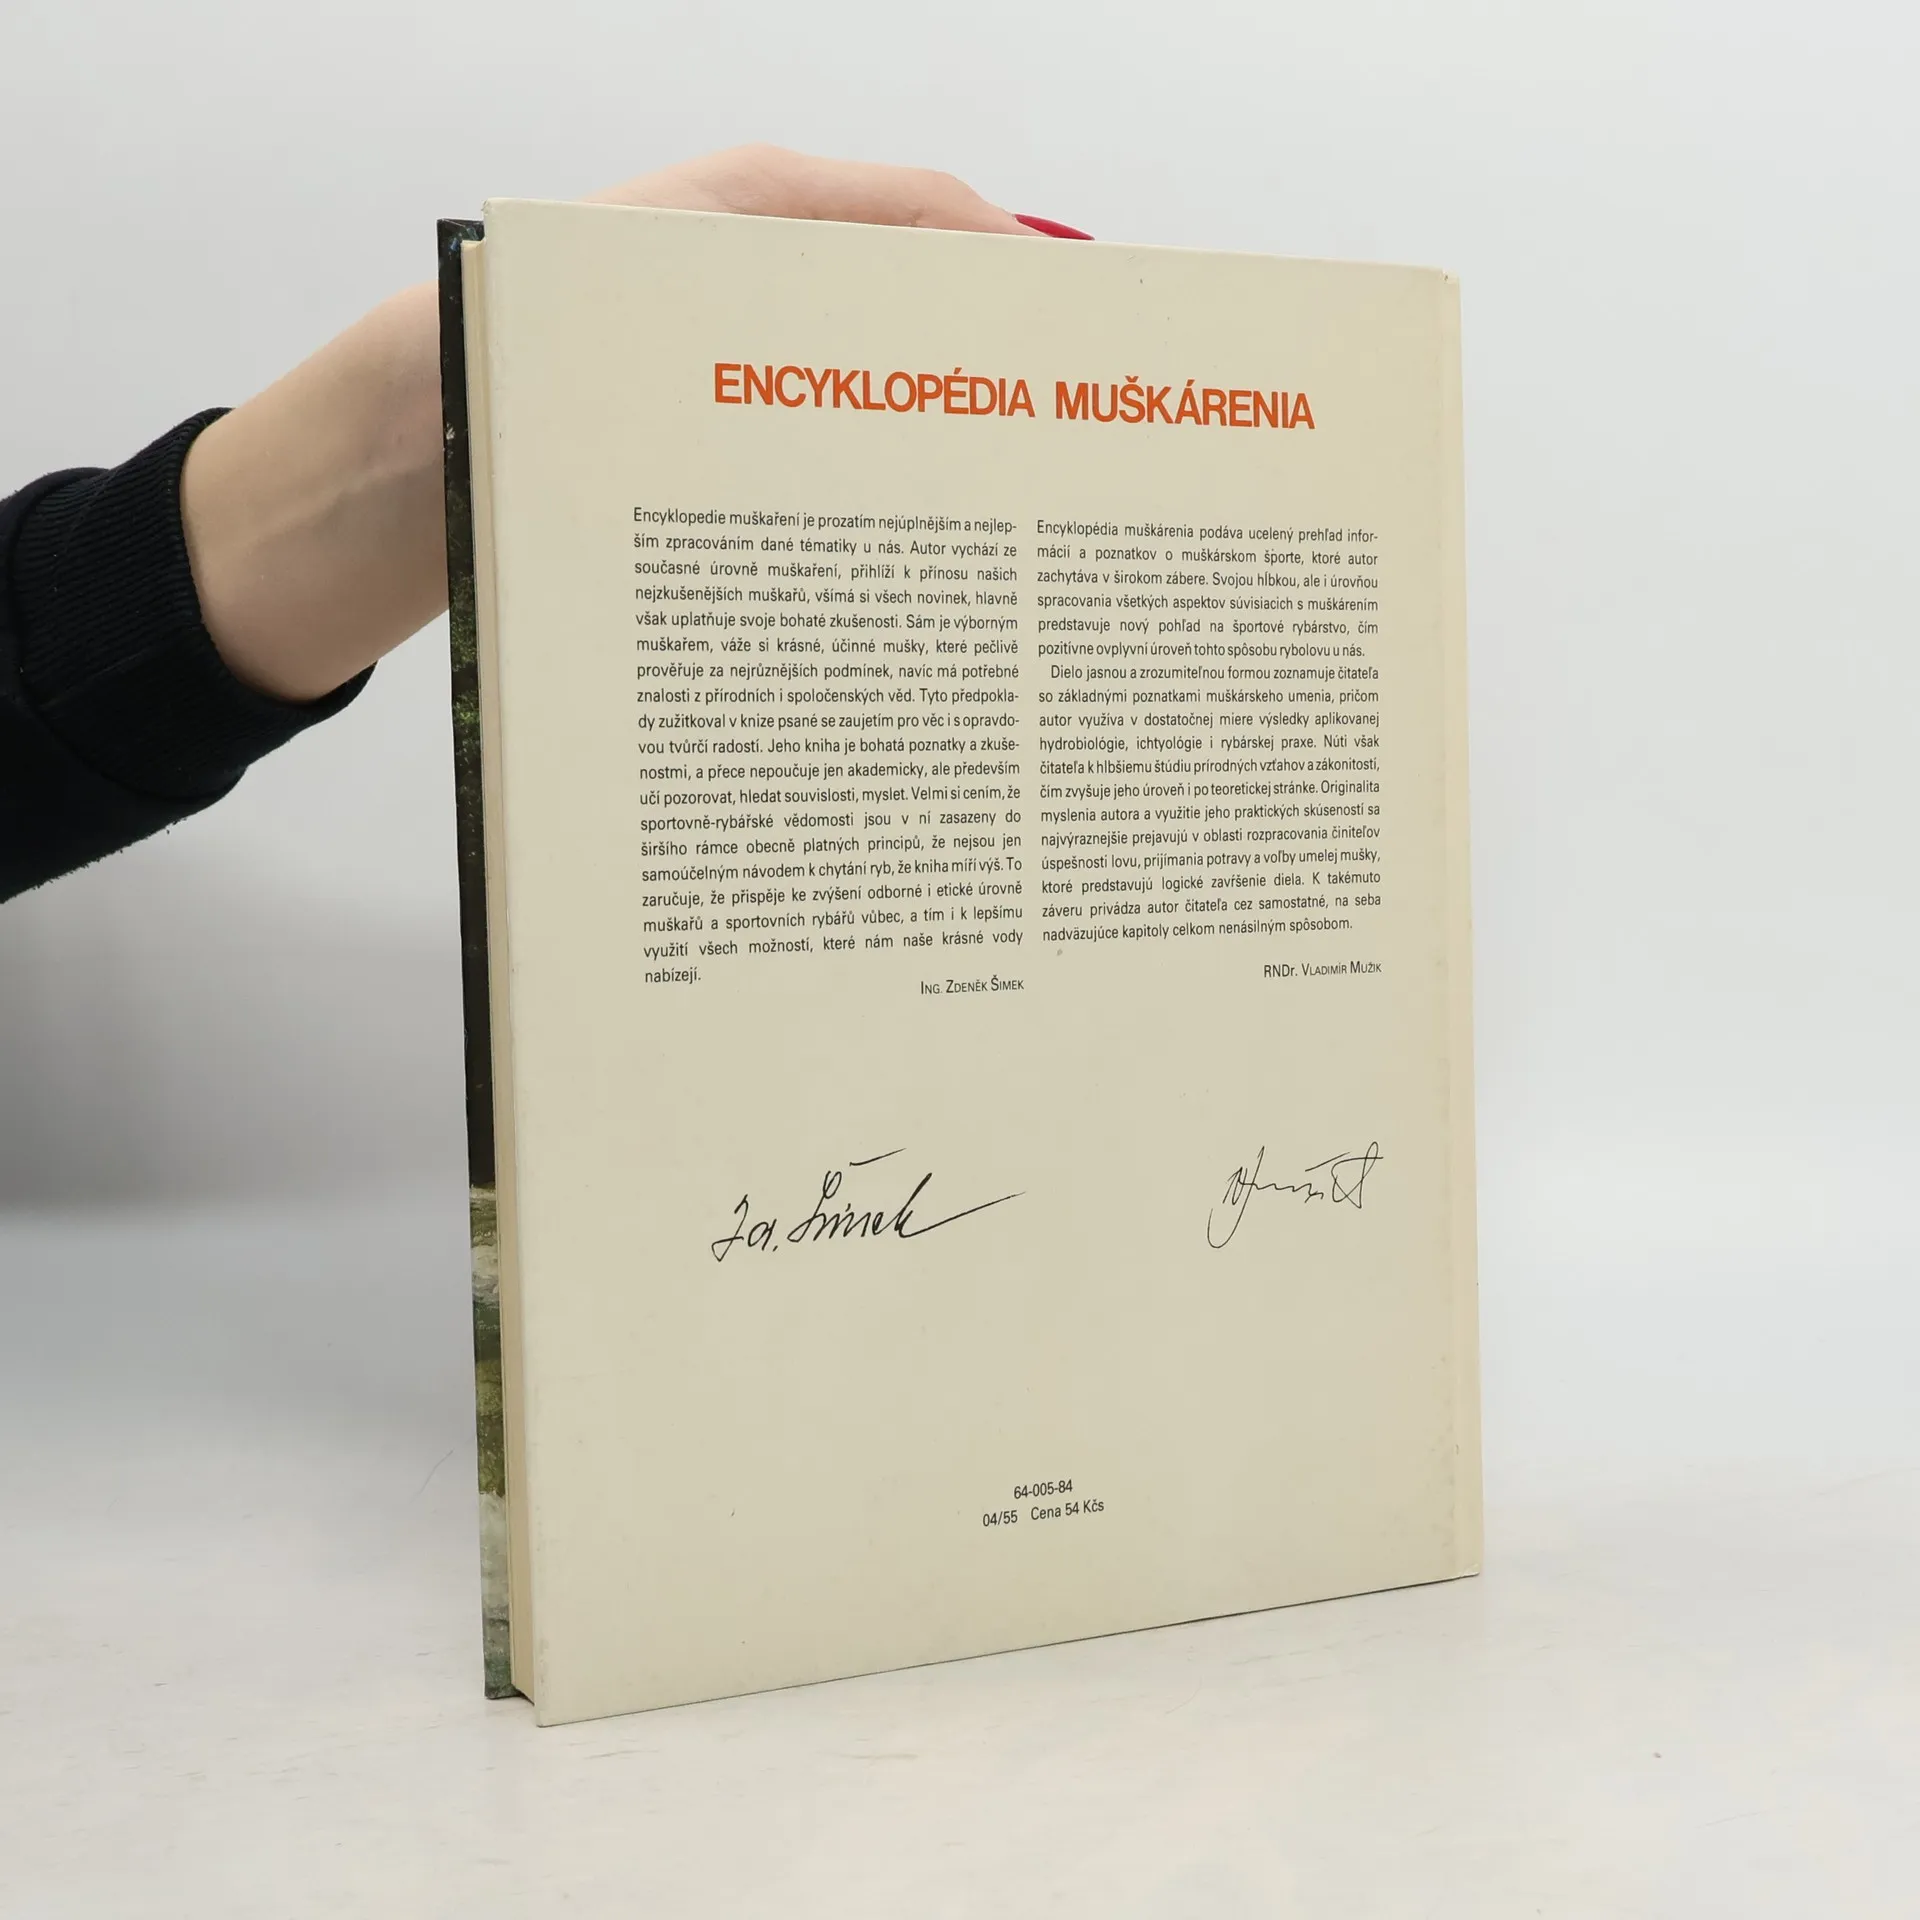 ENCYKLOPÉDIA MUŠKÁRENIA
Encyklopedie muškaření je prozatím nejúplnějším a nejlep-
ším zpracováním dané tématiky u nás. Autor vychází ze
současné úrovně muškaření, přihlíží k přínosu našich
nejzkušenějších muškařů, všímá si všech novinek, hlavně
však uplatňuje svoje bohaté zkušenosti. Sám je výborným
muškařem, váže si krásné, účinné mušky, které pečlivě
prověřuje za nejrůznějších podmínek, navíc má potřebné
znalosti z přírodních i spoločenských věd. Tyto předpokla-
dy zužitkoval v knize psané se zaujetím pro věc i s opravdo-
vou tvůrčí radostí. Jeho kniha je bohatá poznatky a zkuše-
nostmi, a přece nepoučuje jen akademicky, ale především
učí pozorovat, hledat souvislosti, myslet. Velmi si cením, že
sportovně-rybářské vědomosti jsou v ní zasazeny do
širšího rámce obecně platných principů, že nejsou jen
samoúčelným návodem k chytání ryb, že kniha míří výš. To
zaručuje, že přispěje ke zvýšení odborné i etické úrovně
muškařů a sportovních rybářů vůbec, a tím i k lepšímu
využití všech možností, které nám naše krásné vody
nabízejí.
ING. ZDENĚK ŠIMEK
Encyklopédia muškárenia podáva ucelený prehľad infor-
mácií a poznatkov o muškárskom športe, ktoré autor
zachytáva v širokom zábere. Svojou hĺbkou, ale i úrovňou
spracovania všetkých aspektov súvisiacich s muškárením
predstavuje nový pohľad na športové rybárstvo, čím
pozitívne ovplyvní úroveň tohto spôsobu rybolovu u nás.
Dielo jasnou a zrozumiteľnou formou zoznamuje čitateľa
so základnými poznatkami muškárskeho umenia, pričom
autor využíva v dostatočnej miere výsledky aplikovanej
hydrobiológie, ichtyológie i rybárskej praxe. Núti však
čitateľa k hlbšiemu štúdiu prírodných vzťahov a zákonitostí,
čím zvyšuje jeho úroveň i po teoretickej stránke. Originalita
myslenia autora a využitie jeho praktických skúseností sa
najvýraznejšie prejavujú v oblasti rozpracovania činiteľov
úspešnosti lovu, prijímania potravy a voľby umelej mušky,
ktoré predstavujú logické zavŕšenie diela. K takémuto
záveru privádza autor čitateľa cez samostatné, na seba
nadväzujúce kapitoly celkom nenásilným spôsobom.
RNDr. VLADIMÍR MUŽIK
Šimek
64-005-84
04/55 Cena 54 Kčs